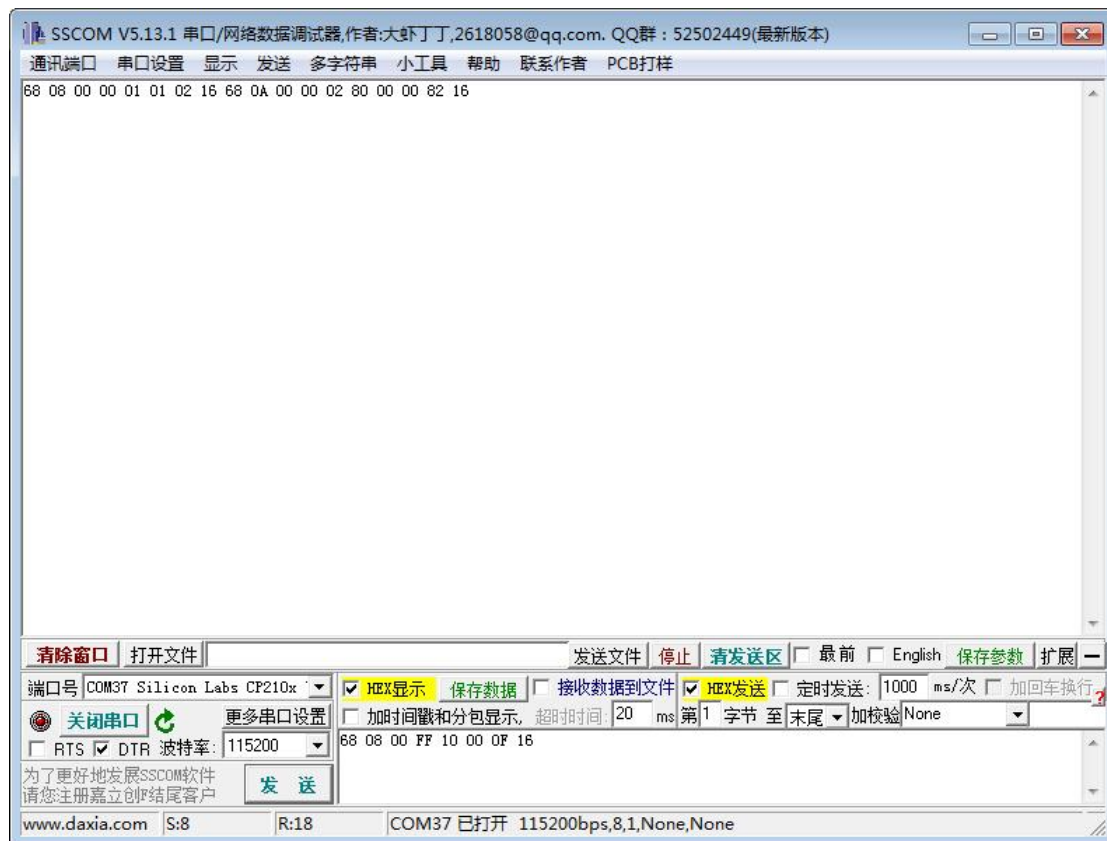 SSCOM V5.13.1 串口/网络数据调试器,作者:大虾丁丁,2618058@qq.com. QQ群：52502449(最新版本)
通讯端口 串口设置 显示 发送 多字符串 小工具 帮助 联系作者 PCB打样
68 08 00 00 01 01 02 16 68 0A 00 00 02 80 00 00 82 16
清除窗口 打开文件 发送文件 停止 清发送区 最前 English 保存参数 扩展 —
端口号 COM37 Silicon Labs CP210x HEX显示 保存数据 接收数据到文件 HEX发送 定时发送: 1000 ms/次 加回车换行 ?
关闭串口 更多串口设置 加时间戳和分包显示, 超时时间: 20 ms 第 1 字节 至 末尾 加校验 None
RTS DTR 波特率: 115200 68 08 00 FF 10 00 0F 16
为了更好地发展SSCOM软件
请您注册嘉立创F结尾客户 发 送
www.daxia.com S:8 R:18 COM37 已打开 115200bps,8,1,None,None